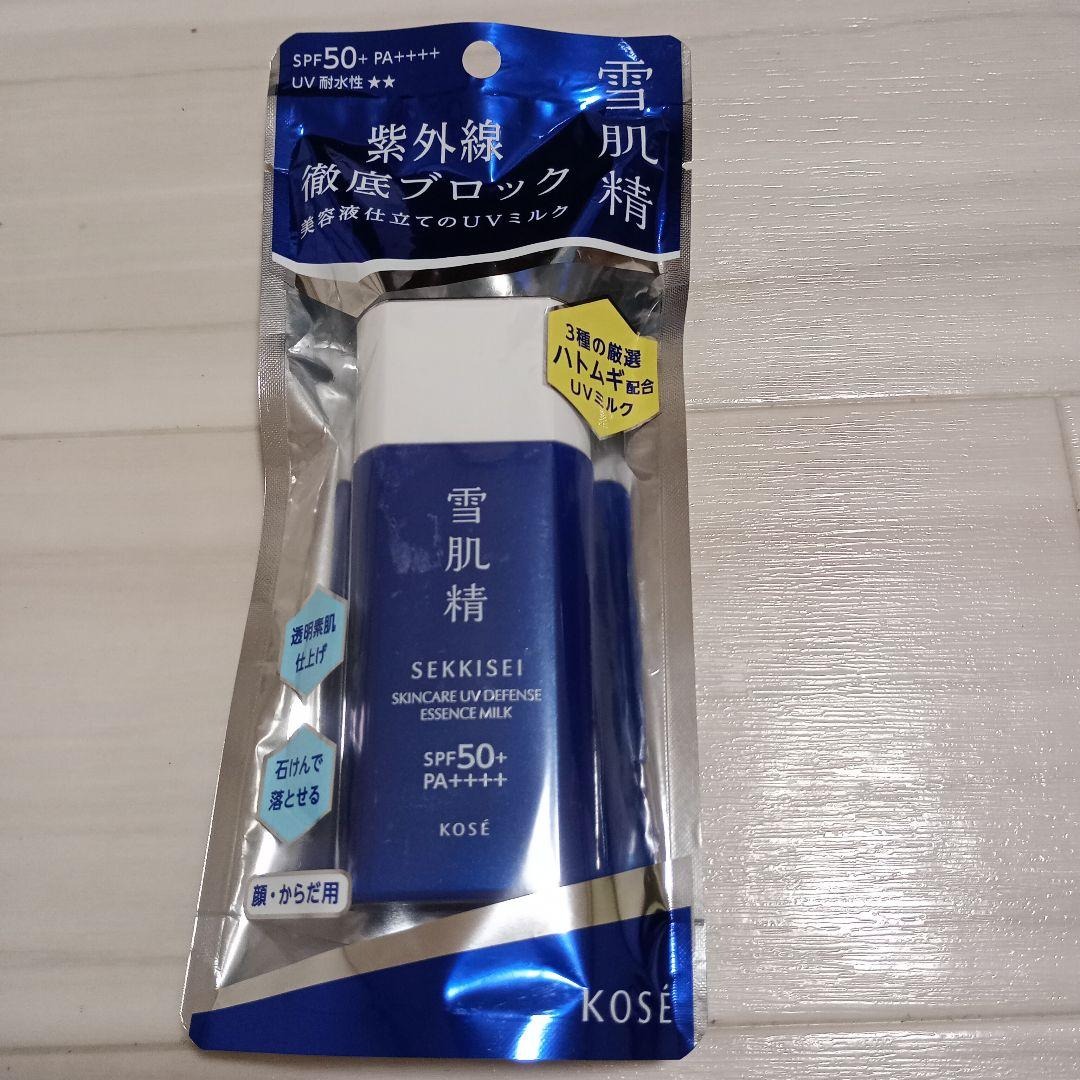 SPF50+ PA++++
UV 耐水性 ★★
雪肌精
紫外線
徹底ブロック
美容液仕立てのUVミルク
3種の厳選
ハトムギ配合
UVミルク
雪肌精
SEKKISEI
SKINCARE UV DEFENSE
ESSENCE MILK
SPF50+
PA++++
KOSÉ
透明素肌
仕上げ
石けんで
落とせる
顔・からだ用
KOSÉ